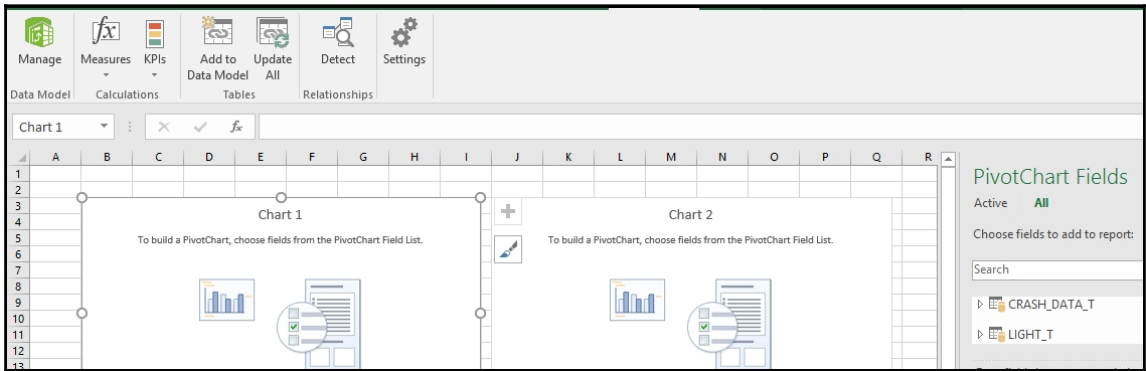 Manage Measures KPIs Add to Data Model Update All Detect Settings
Data Model Calculations Tables Relationships
Chart 1 fx
A B C D E F G H I J K L M N O P Q R
1
2
3
4
5
6
7
8
9
10
11
12
13
Chart 1
To build a PivotChart, choose fields from the PivotChart Field List.
Chart 2
To build a PivotChart, choose fields from the PivotChart Field List.
PivotChart Fields
Active All
Choose fields to add to report:
Search
CRASH_DATA_T
LIGHT_T